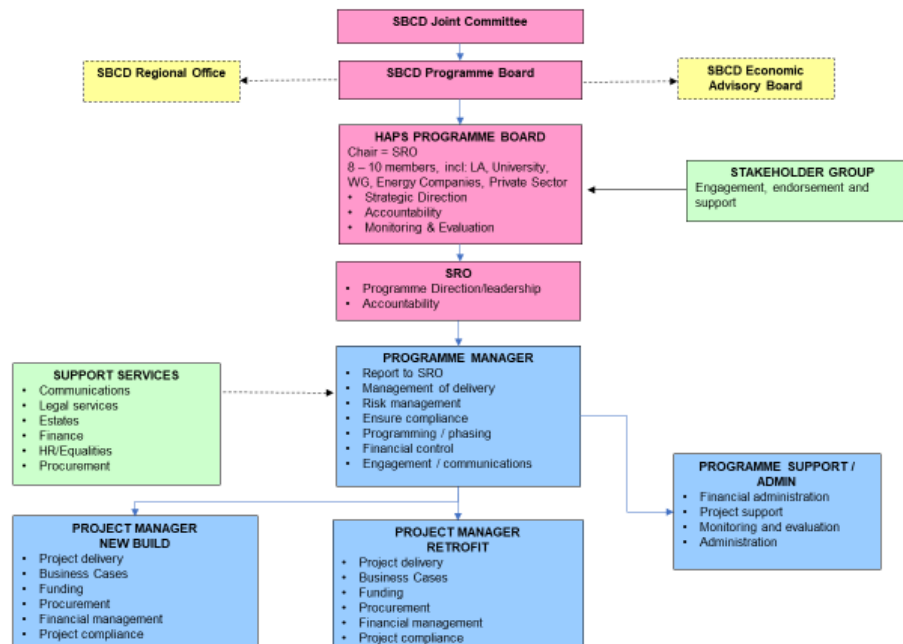 SBCD Joint Committee
SBCD Regional Office
SBCD Programme Board
SBCD Economic
Advisory Board
HAPS PROGRAMME BOARD
Chair = SRO
8 – 10 members, incl: LA, University,
WG, Energy Companies, Private Sector
• Strategic Direction
• Accountability
• Monitoring & Evaluation
STAKEHOLDER GROUP
Engagement, endorsement and
support
SRO
• Programme Direction/leadership
• Accountability
SUPPORT SERVICES
• Communications
• Legal services
• Estates
• Finance
• HR/Equalities
• Procurement
PROGRAMME MANAGER
• Report to SRO
• Management of delivery
• Risk management
• Ensure compliance
• Programming / phasing
• Financial control
• Engagement / communications
PROGRAMME SUPPORT /
ADMIN
• Financial administration
• Project support
• Monitoring and evaluation
• Administration
PROJECT MANAGER
NEW BUILD
• Project delivery
• Business Cases
• Funding
• Procurement
• Financial management
• Project compliance
PROJECT MANAGER
RETROFIT
• Project delivery
• Business Cases
• Funding
• Procurement
• Financial management
• Project compliance